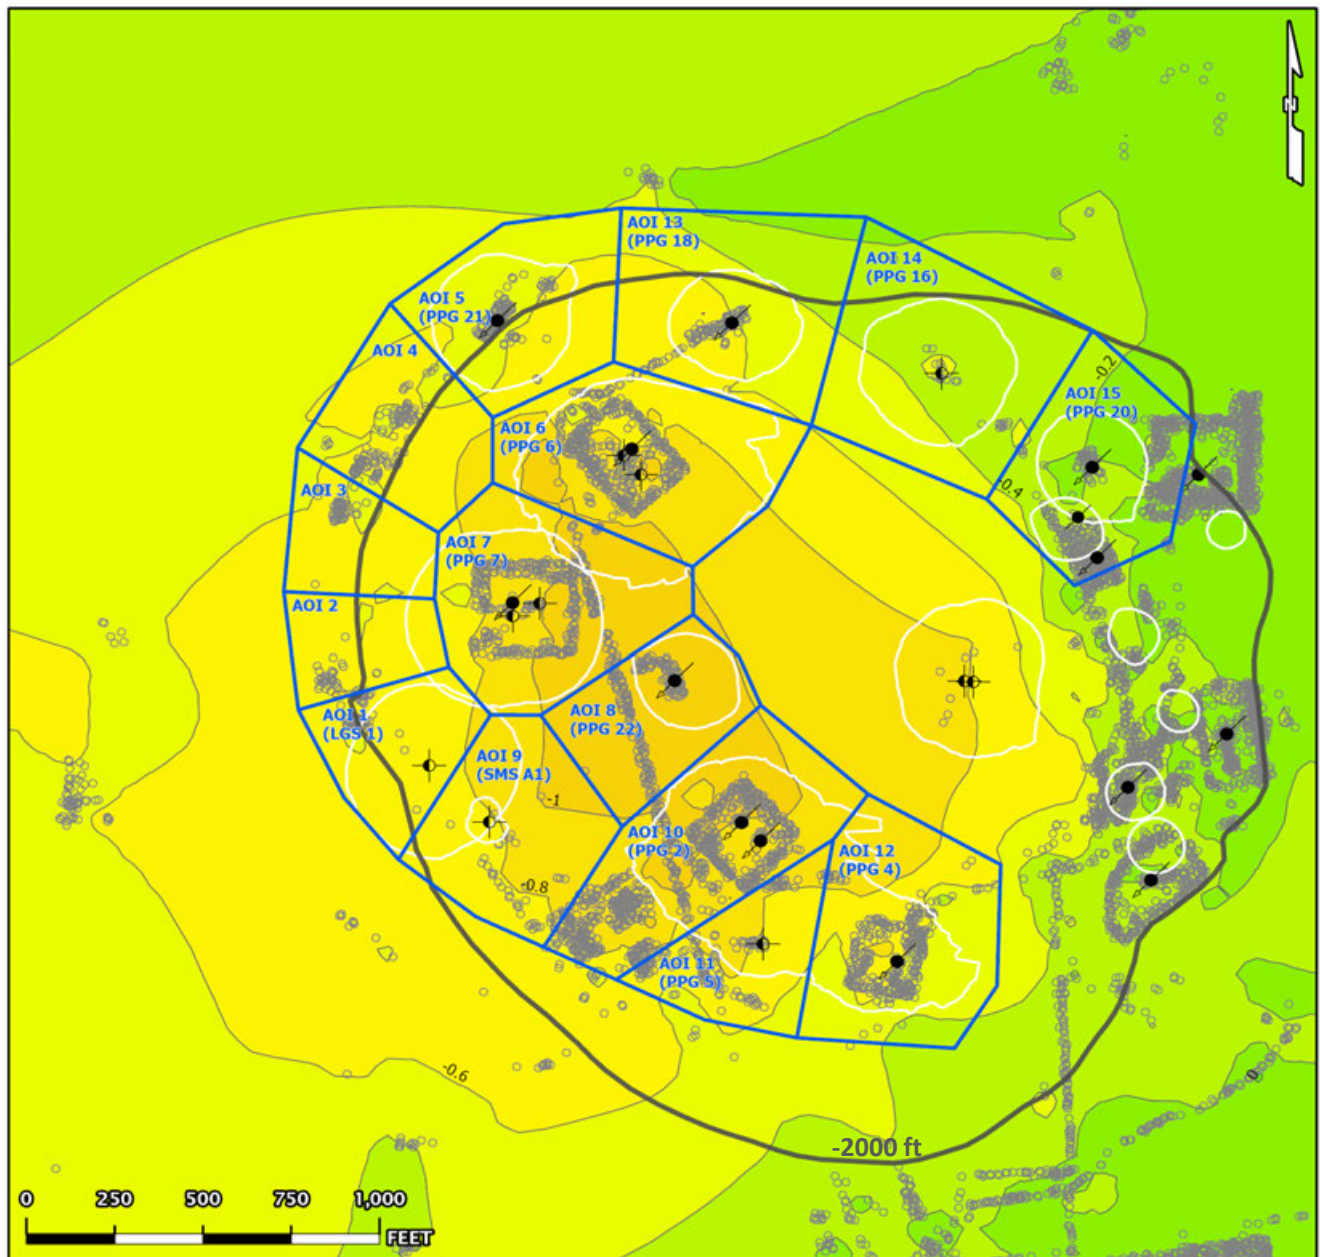 N
AOI 13
(PPG 18)
AOI 14
(PPG 16)
AOI 5
(PPG 21)
AOI 4
-0.2
AOI 15
(PPG 20)
AOI 6
(PPG 6)
AOI 3
-0.4
AOI 7
(PPG 7)
AOI 2
AOI 1
(LGS 1)
AOI 8
(PPG 22)
AOI 9
(SMS A1)
-1
AOI 10
(PPG 2)
AOI 12
(PPG 4)
-0.8
AOI 11
(PPG 5)
-0.6
0
-2000 ft
0 250 500 750 1,000
FEET